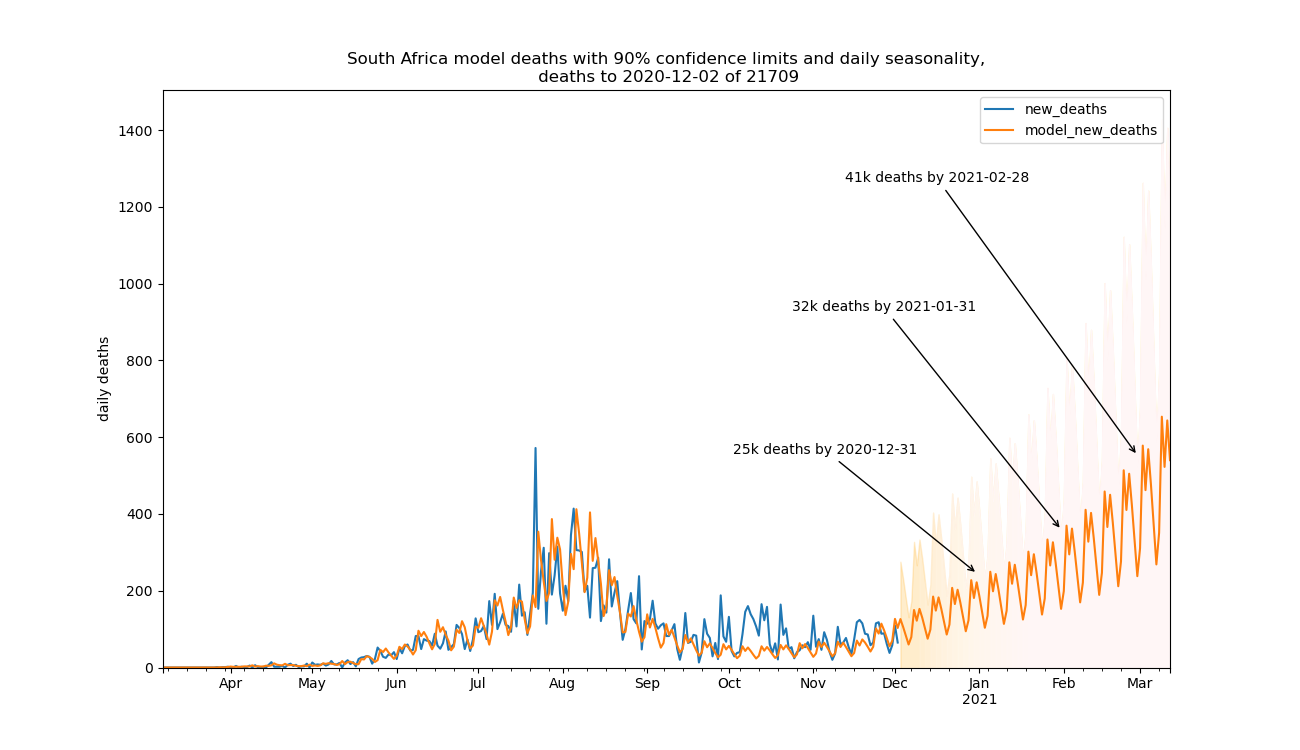 South Africa model deaths with 90% confidence limits and daily seasonality,
deaths to 2020-12-02 of 21709
new_deaths
model_new_deaths
41k deaths by 2021-02-28
32k deaths by 2021-01-31
25k deaths by 2020-12-31
daily deaths
1400
1200
1000
800
600
400
200
0
Apr May Jun Jul Aug Sep Oct Nov Dec Jan Feb Mar
2021